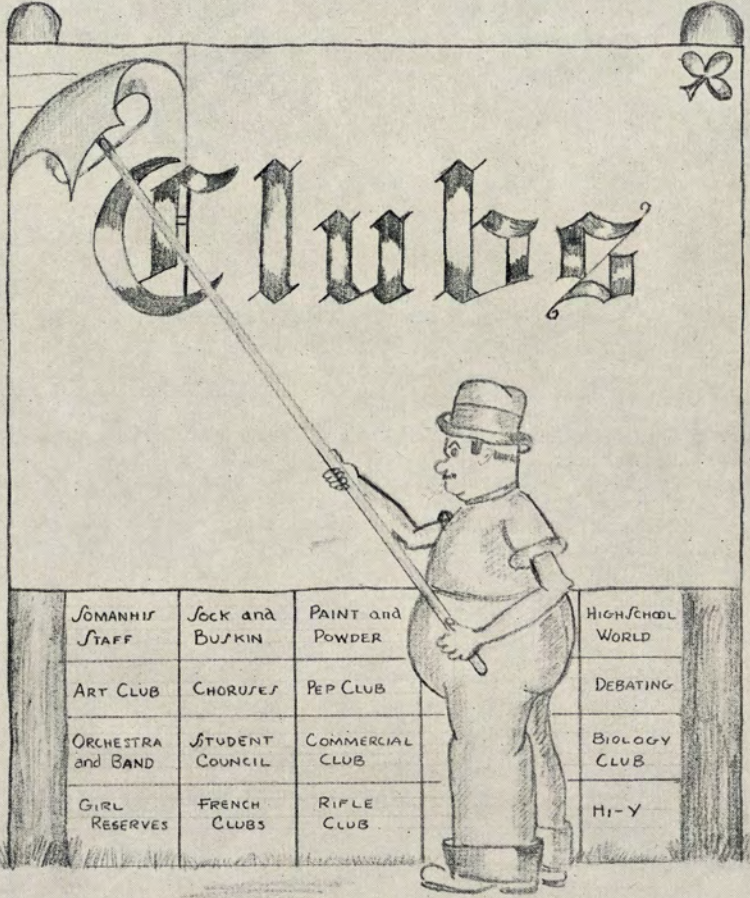 Clubs
SOMANHIS
STAFF
Sock and
BUSKIN
PAINT and
POWDER
HIGH SCHOOL
WORLD
ART CLUB
CHORUSES
PEP CLUB
DEBATING
ORCHESTRA
and BAND
STUDENT
COUNCIL
COMMERCIAL
CLUB
BIOLOGY
CLUB
GIRL
RESERVES
FRENCH
CLUBS
RIFLE
CLUB
HI-Y